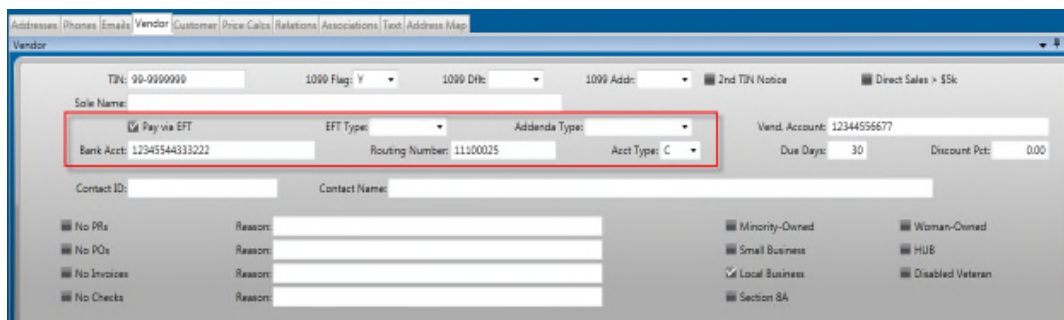 Addresses Phones Emails Vendor Customer Price Calcs Relations Associations Text Address Map
Vendor
TIN: 99-9999999 1099 Flag: Y 1099 Dflt: 1099 Addr: 2nd TIN Notice Direct Sales > $5k
Sole Name:
Pay via EFT EFT Type: Addenda Type: Vend. Account: 12344556677
Bank Acct: 12345544333222 Routing Number: 11100025 Acct Type: C Due Days: 30 Discount Pct: 0.00
Contact ID: Contact Name:
No PRs Reason: Minority-Owned Woman-Owned
No POs Reason: Small Business HUB
No Invoices Reason: Local Business Disabled Veteran
No Checks Reason: Section 8A